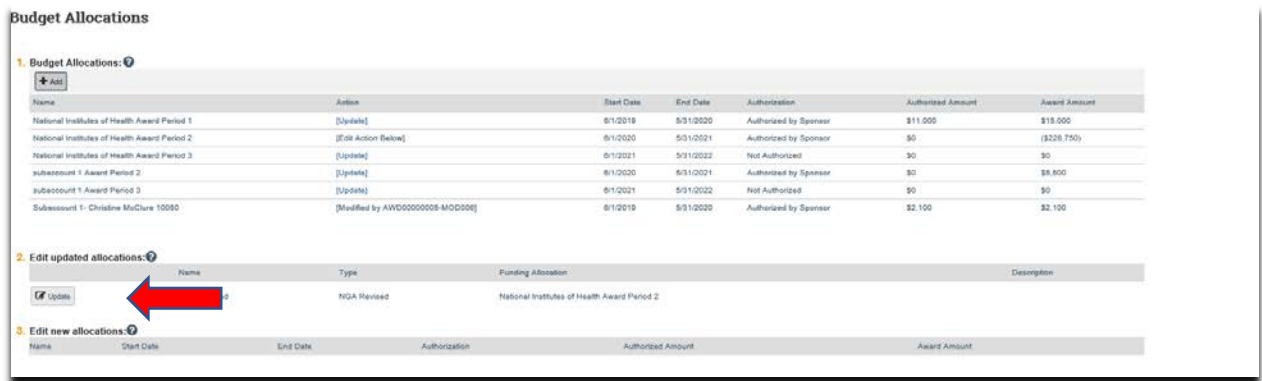 Budget Allocations
1. Budget Allocations:
+ Add
Name Action Start Date End Date Authorization Authorized Amount Award Amount
National Institutes of Health Award Period 1 [Update] 6/1/2019 5/31/2020 Authorized by Sponsor $11,000 $15,000
National Institutes of Health Award Period 2 [Edit Action Below] 6/1/2020 5/31/2021 Authorized by Sponsor $0 ($228,750)
National Institutes of Health Award Period 3 [Update] 6/1/2021 5/31/2022 Not Authorized $0 $0
subaccount 1 Award Period 2 [Update] 6/1/2020 5/31/2021 Authorized by Sponsor $0 $8,800
subaccount 1 Award Period 3 [Update] 6/1/2021 5/31/2022 Not Authorized $0 $0
Subaccount 1- Christine McClure 10050 [Modified by AWD00000005-MOD006] 6/1/2019 5/31/2020 Authorized by Sponsor $2,100 $2,100
2. Edit updated allocations:
Name Type Funding Allocation Description
Update NGA Revised National Institutes of Health Award Period 2
3. Edit new allocations:
Name Start Date End Date Authorization Authorized Amount Award Amount